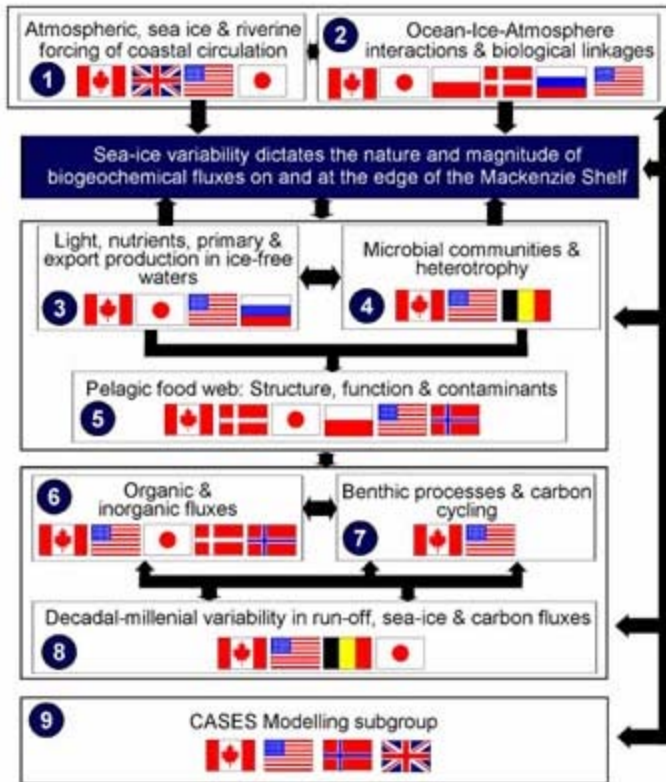 Atmospheric, sea ice & riverine
forcing of coastal circulation
1
2
Ocean-Ice-Atmosphere
interactions & biological linkages
Sea-ice variability dictates the nature and magnitude of
biogeochemical fluxes on and at the edge of the Mackenzie Shelf
Light, nutrients, primary &
export production in ice-free
waters
3
Microbial communities &
heterotrophy
4
Pelagic food web: Structure, function & contaminants
5
6
Organic &
inorganic fluxes
Benthic processes & carbon
cycling
7
Decadal-millenial variability in run-off, sea-ice & carbon fluxes
8
9
CASES Modelling subgroup